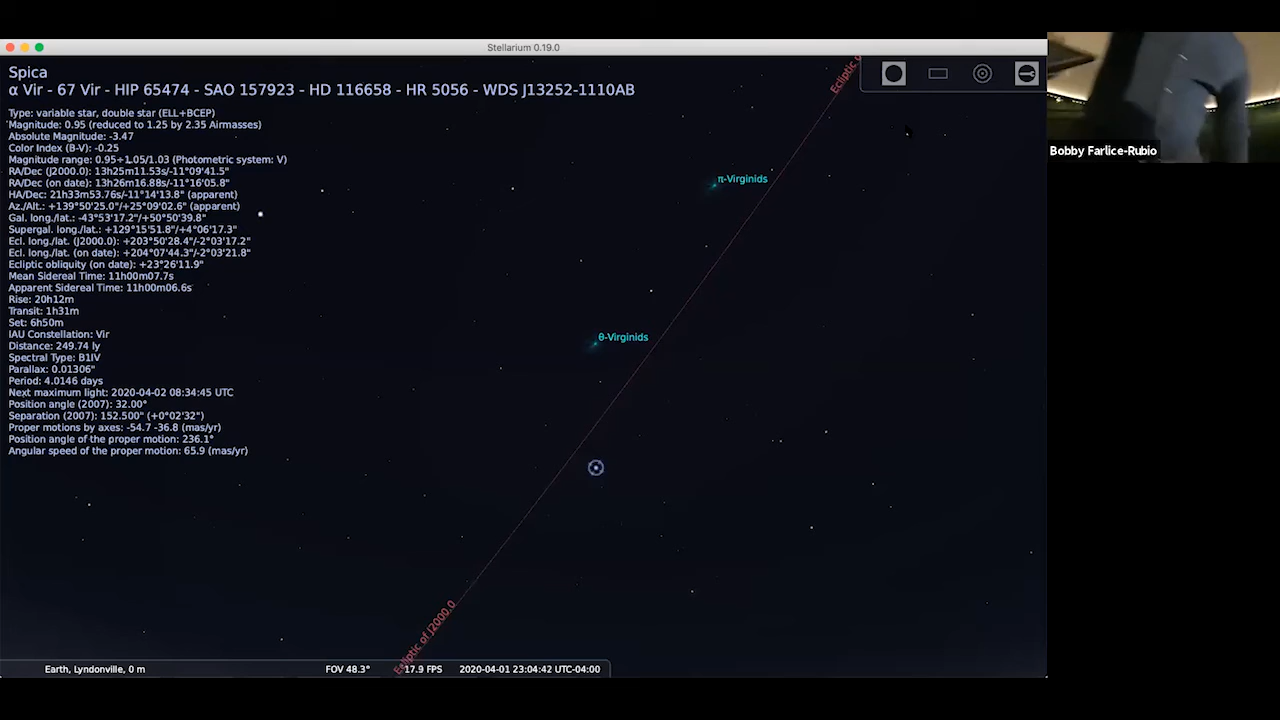 Stellarium 0.19.0
Spica
α Vir - 67 Vir - HIP 65474 - SAO 157923 - HD 116658 - HR 5056 - WDS J13252-1110AB
Type: variable star, double star (ELL+BCEP)
Magnitude: 0.95 (reduced to 1.25 by 2.35 Airmasses)
Absolute Magnitude: -3.47
Color Index (B-V): -0.25
Magnitude range: 0.95÷1.05/1.03 (Photometric system: V)
RA/Dec (J2000.0): 13h25m11.53s/-11°09'41.5"
RA/Dec (on date): 13h26m16.88s/-11°16'05.8"
HA/Dec: 21h33m53.76s/-11°14'13.8" (apparent)
Az./Alt.: +139°50'25.0"/+25°09'02.6" (apparent)
Gal. long./lat.: -43°53'17.2"/+50°50'39.8"
Supergal. long./lat.: +129°15'51.8"/+4°06'17.3"
Ecl. long./lat. (J2000.0): +203°50'28.4"/-2°03'17.2"
Ecl. long./lat. (on date): +204°07'44.3"/-2°03'21.8"
Ecliptic obliquity (on date): +23°26'11.9"
Mean Sidereal Time: 11h00m07.7s
Apparent Sidereal Time: 11h00m06.6s
Rise: 20h12m
Transit: 1h31m
Set: 6h50m
IAU Constellation: Vir
Distance: 249.74 ly
Spectral Type: B1IV
Parallax: 0.01306"
Period: 4.0146 days
Next maximum light: 2020-04-02 08:34:45 UTC
Position angle (2007): 32.00°
Separation (2007): 152.500" (+0°02'32")
Proper motions by axes: -54.7 -36.8 (mas/yr)
Position angle of the proper motion: 236.1°
Angular speed of the proper motion: 65.9 (mas/yr)
Ecliptic
π-Virginids
θ-Virginids
Ecliptic of J2000.0
Earth, Lyndonville, 0 m
FOV 48.3°
17.9 FPS
2020-04-01 23:04:42 UTC-04:00
Bobby Farlice-Rubio